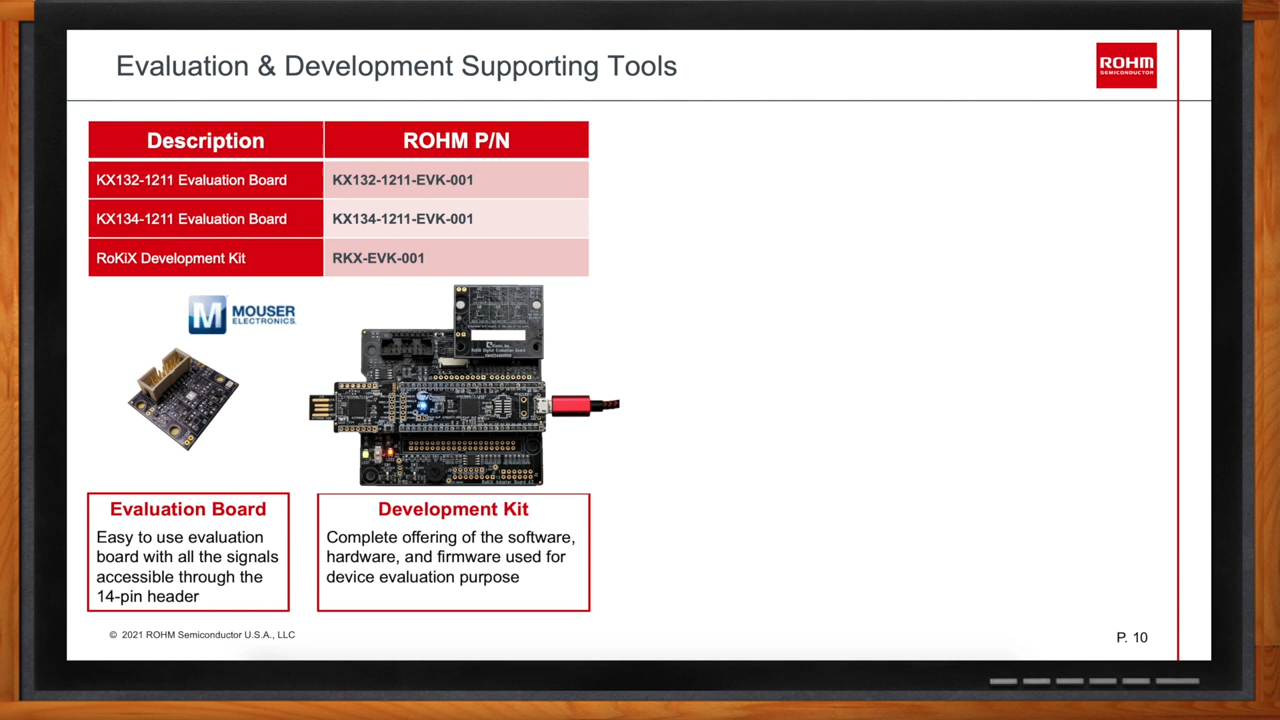 Evaluation & Development Supporting Tools
ROHM
SEMICONDUCTOR
Description ROHM P/N
KX132-1211 Evaluation Board KX132-1211-EVK-001
KX134-1211 Evaluation Board KX134-1211-EVK-001
RoKiX Development Kit RKX-EVK-001
M MOUSER
ELECTRONICS
Evaluation Board
Easy to use evaluation
board with all the signals
accessible through the
14-pin header
Development Kit
Complete offering of the software,
hardware, and firmware used for
device evaluation purpose
© 2021 ROHM Semiconductor U.S.A., LLC
P. 10